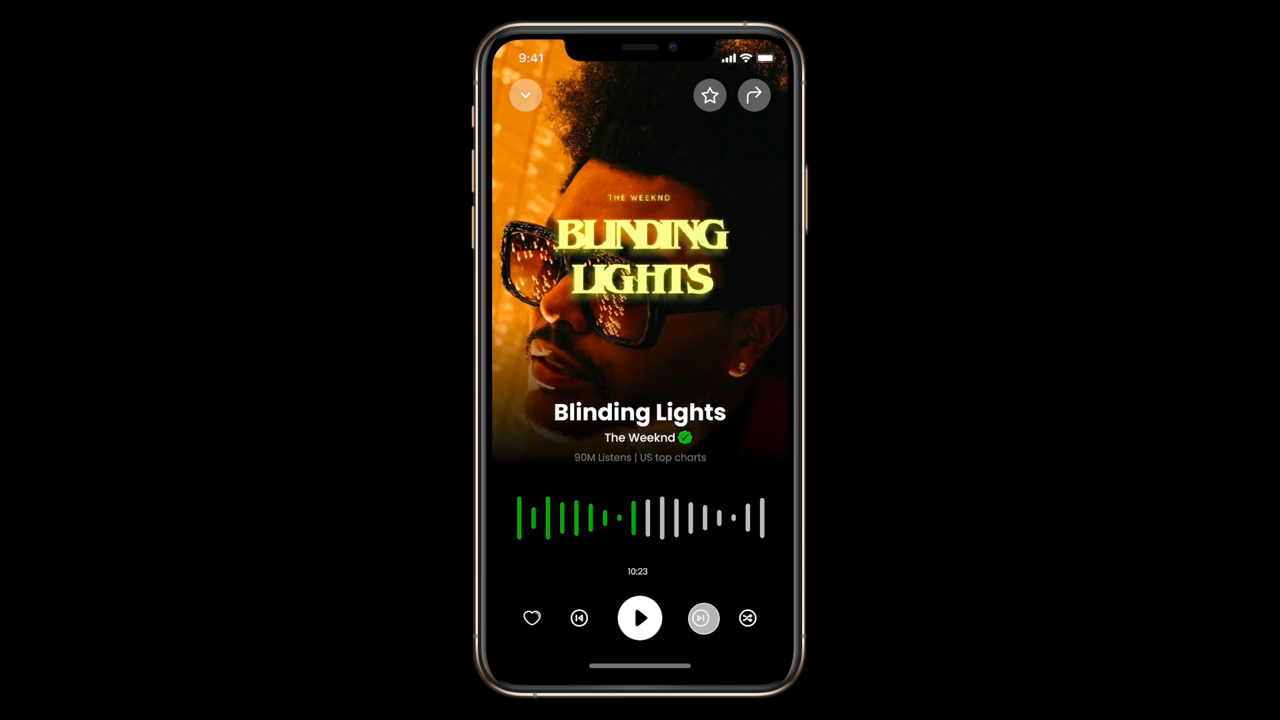 9:41
THE WEEKND
BLINDING
LIGHTS
Blinding Lights
The Weeknd
90M Listens | US top charts
10:23